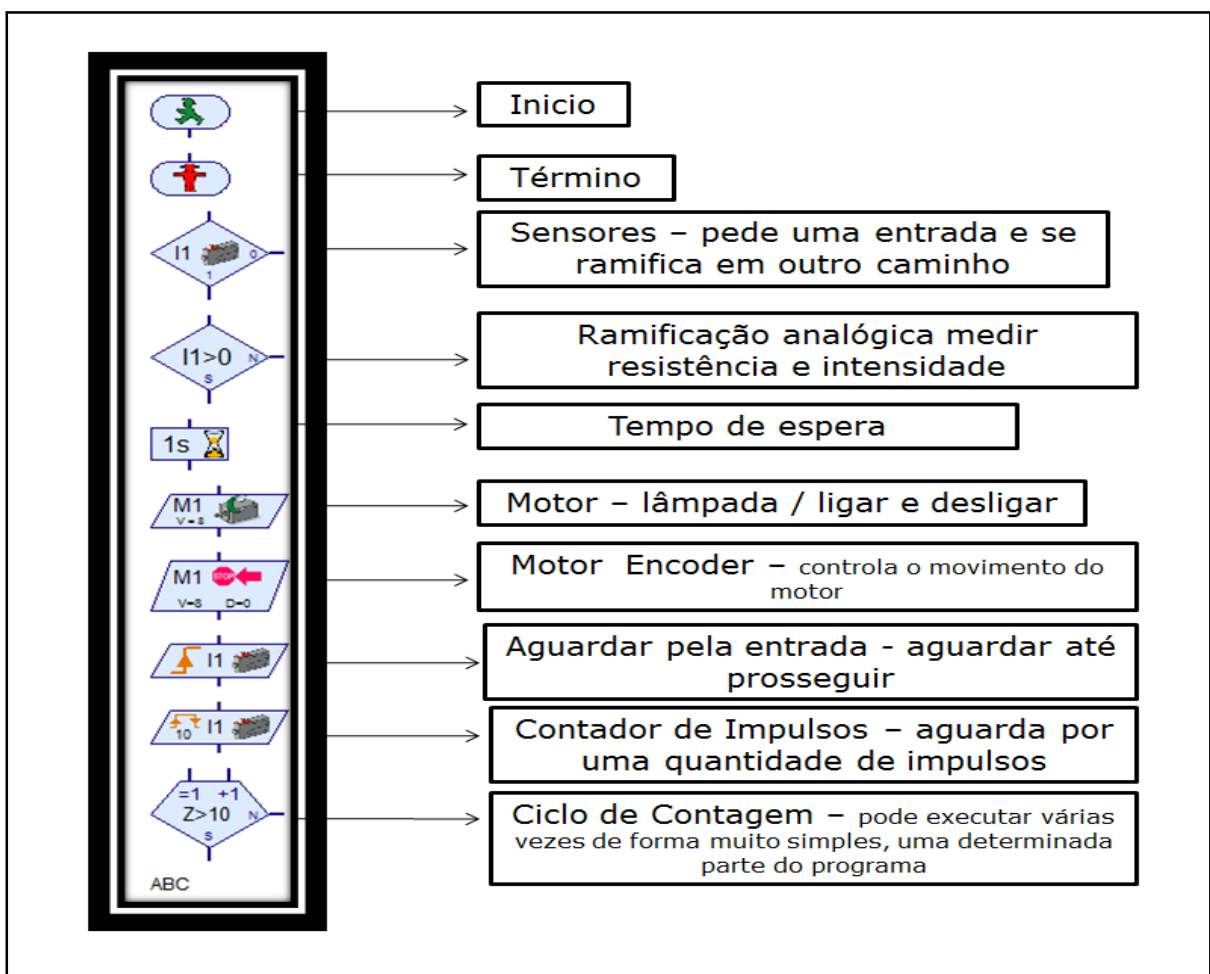 Inicio
Término
I1 0
1
Sensores – pede uma entrada e se
ramifica em outro caminho
I1>0 N
S
Ramificação analógica medir
resistência e intensidade
1s
Tempo de espera
M1
V=8
Motor – lâmpada / ligar e desligar
M1 STOP
V=8 D=0
Motor Encoder – controla o movimento do
motor
I1
Aguardar pela entrada - aguardar até
prosseguir
10 I1
Contador de Impulsos – aguarda por
uma quantidade de impulsos
=1 +1
Z>10 N
S
Ciclo de Contagem – pode executar várias
vezes de forma muito simples, uma determinada
parte do programa
ABC